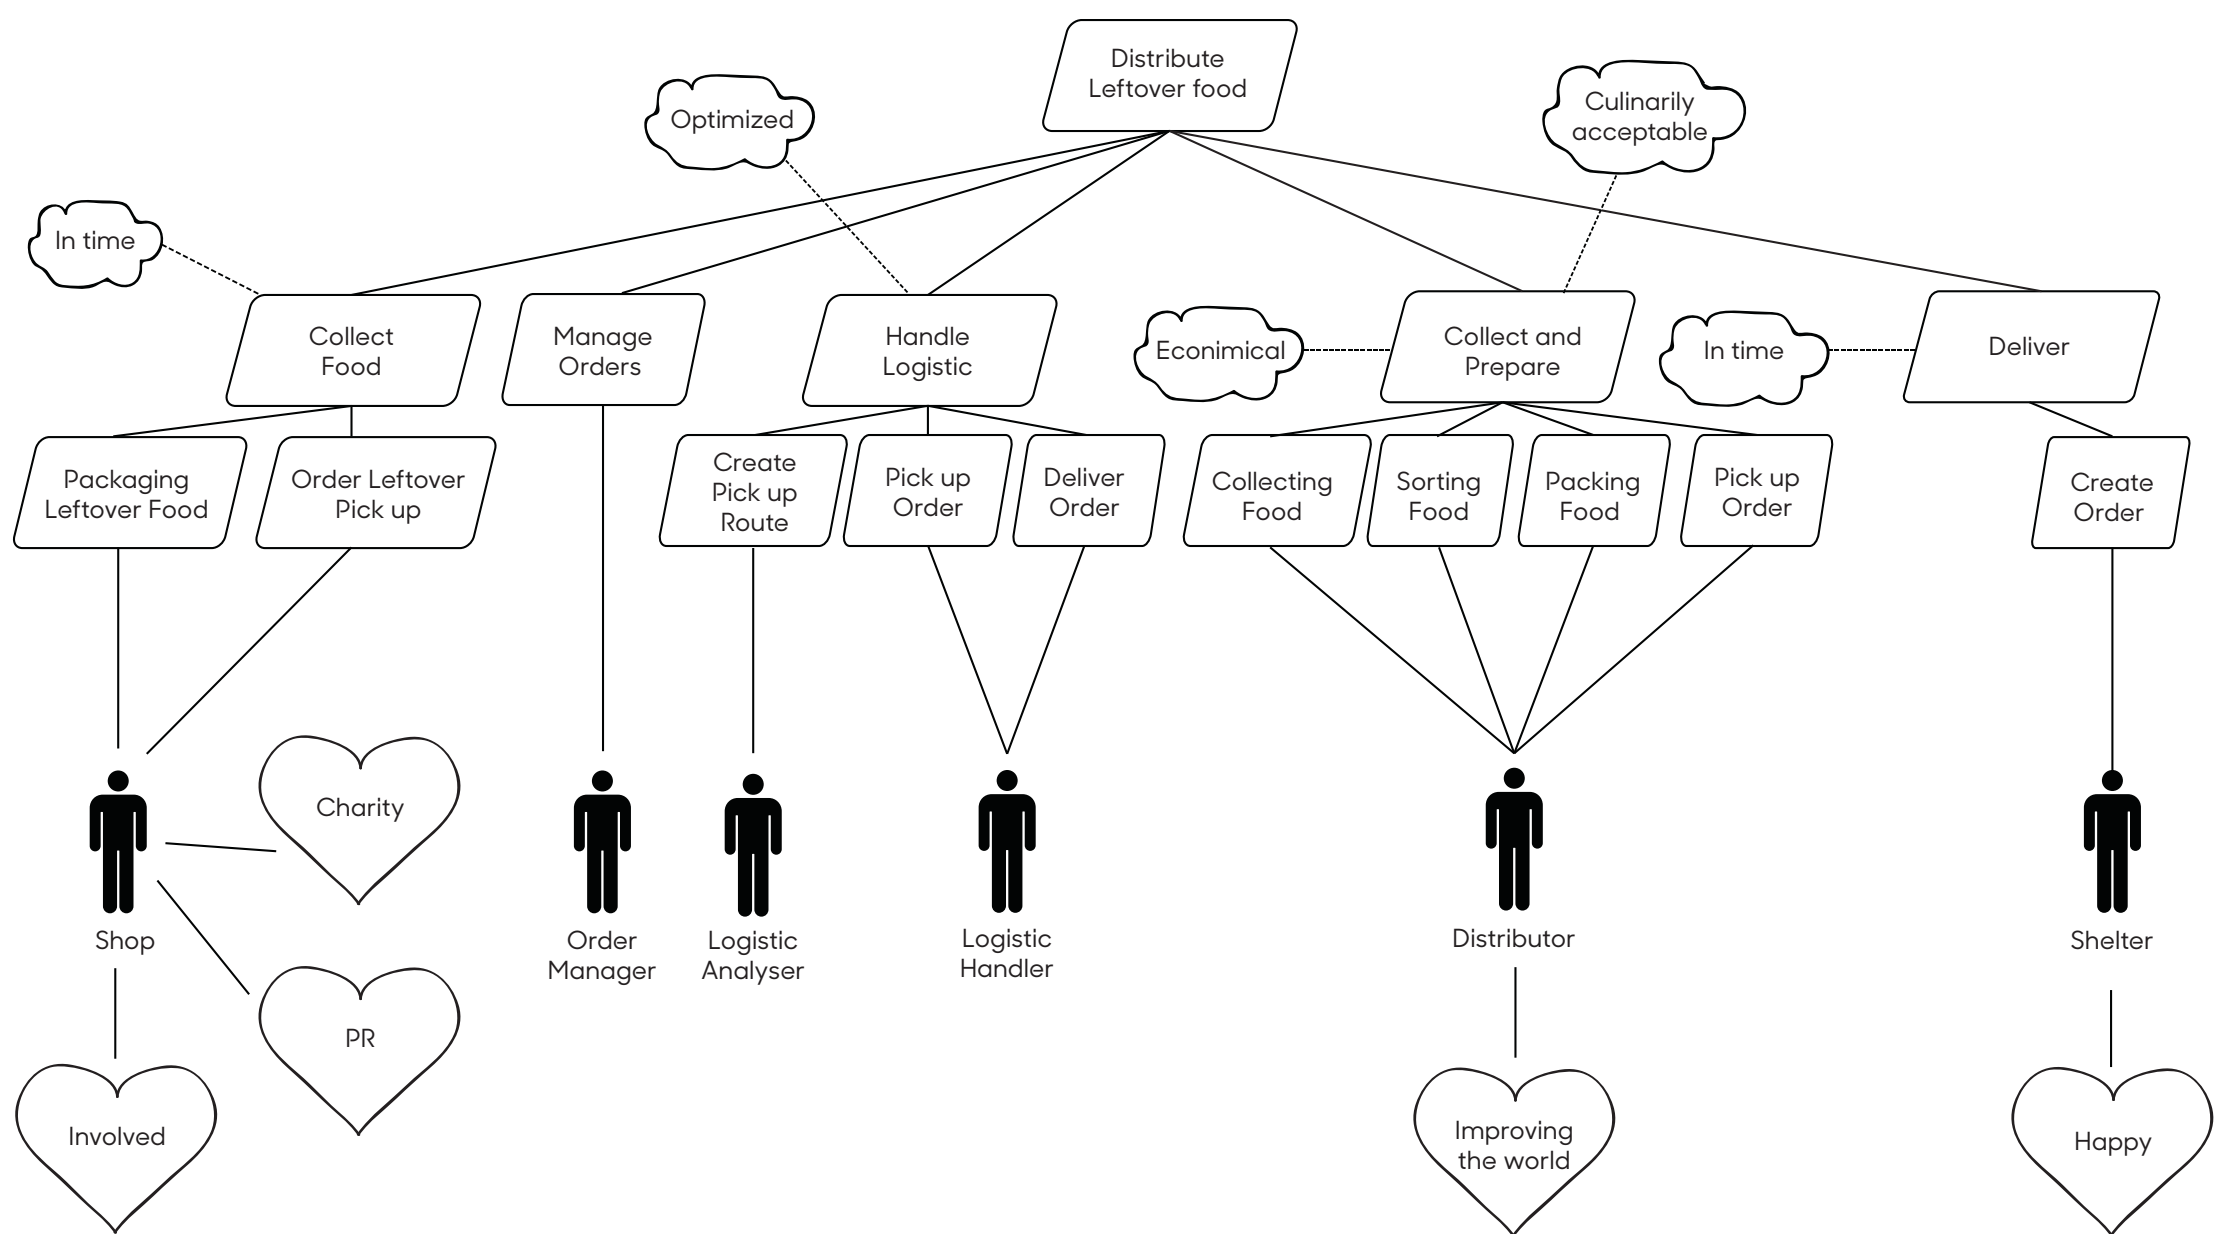 Distribute
Leftover food
Optimized
Culinarily
acceptable
In time
Collect
Food
Manage
Orders
Handle
Logistic
Econimical
Collect and
Prepare
In time
Deliver
Packaging
Leftover Food
Order Leftover
Pick up
Create
Pick up
Route
Pick up
Order
Deliver
Order
Collecting
Food
Sorting
Food
Packing
Food
Pick up
Order
Create
Order
Charity
Shop
Order
Manager
Logistic
Analyser
Logistic
Handler
Distributor
Shelter
PR
Involved
Improving
the world
Happy